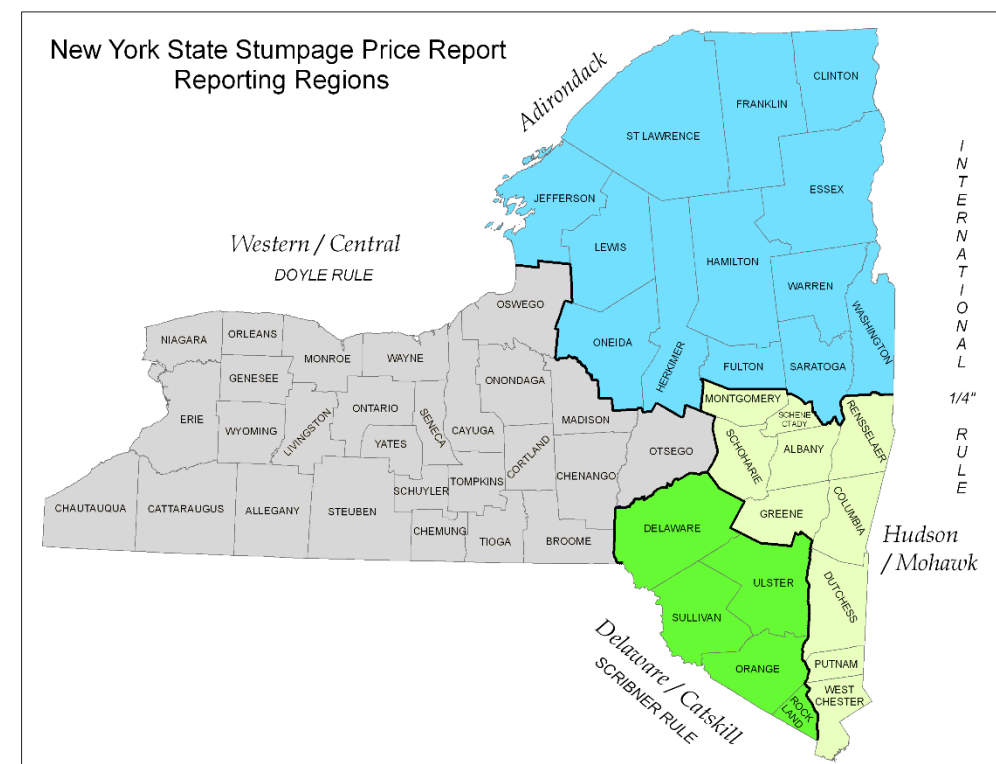 New York State Stumpage Price Report
Reporting Regions
Adirondack
CLINTON
FRANKLIN
ST LAWRENCE
ESSEX
JEFFERSON
LEWIS
HAMILTON
WARREN
WASHINGTON
ONEIDA
HERKIMER
FULTON
SARATOGA
INTERNATIONAL
1/4"
RULE
Western / Central
DOYLE RULE
OSWEGO
NIAGARA
ORLEANS
MONROE
WAYNE
GENESEE
ONONDAGA
ERIE
WYOMING
LIVINGSTON
ONTARIO
SENECA
CAYUGA
MADISON
YATES
CORTLAND
OTSEGO
CHENANGO
SCHUYLER
TOMPKINS
CHAUTAUQUA
CATTARAUGUS
ALLEGANY
STEUBEN
CHEMUNG
TIOGA
BROOME
MONTGOMERY
SCHENE
CTADY
RENSSELAER
SCHOHARIE
ALBANY
GREENE
COLUMBIA
Hudson
/ Mohawk
DUTCHESS
PUTNAM
WEST
CHESTER
DELAWARE
ULSTER
SULLIVAN
ORANGE
ROCK
LAND
Delaware / Catskill
SCRIBNER RULE